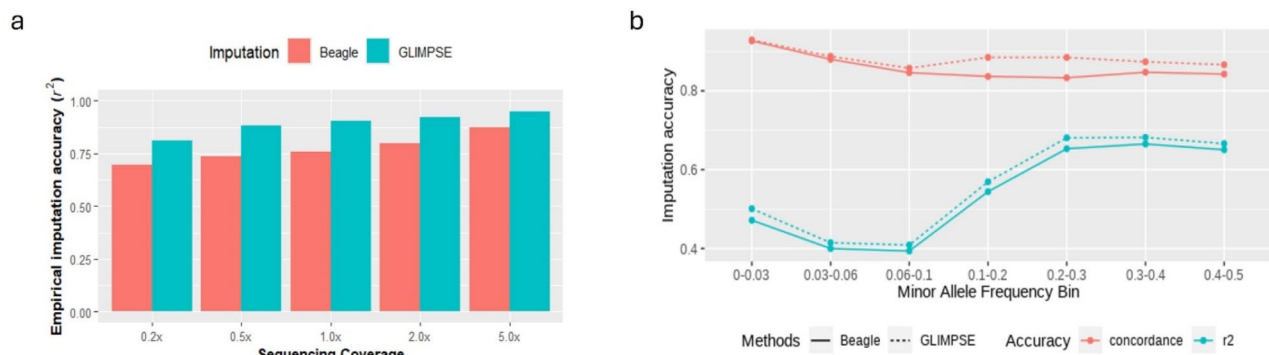 a
Imputation Beagle GLIMPSE
Empirical imputation accuracy (r²)
1.00
0.75
0.50
0.25
0.00
0.2x 0.5x 1.0x 2.0x 5.0x
Sequencing Coverage
b
Imputation accuracy
0.8
0.6
0.4
0-0.03 0.03-0.06 0.06-0.1 0.1-0.2 0.2-0.3 0.3-0.4 0.4-0.5
Minor Allele Frequency Bin
Methods Beagle GLIMPSE Accuracy concordance r2